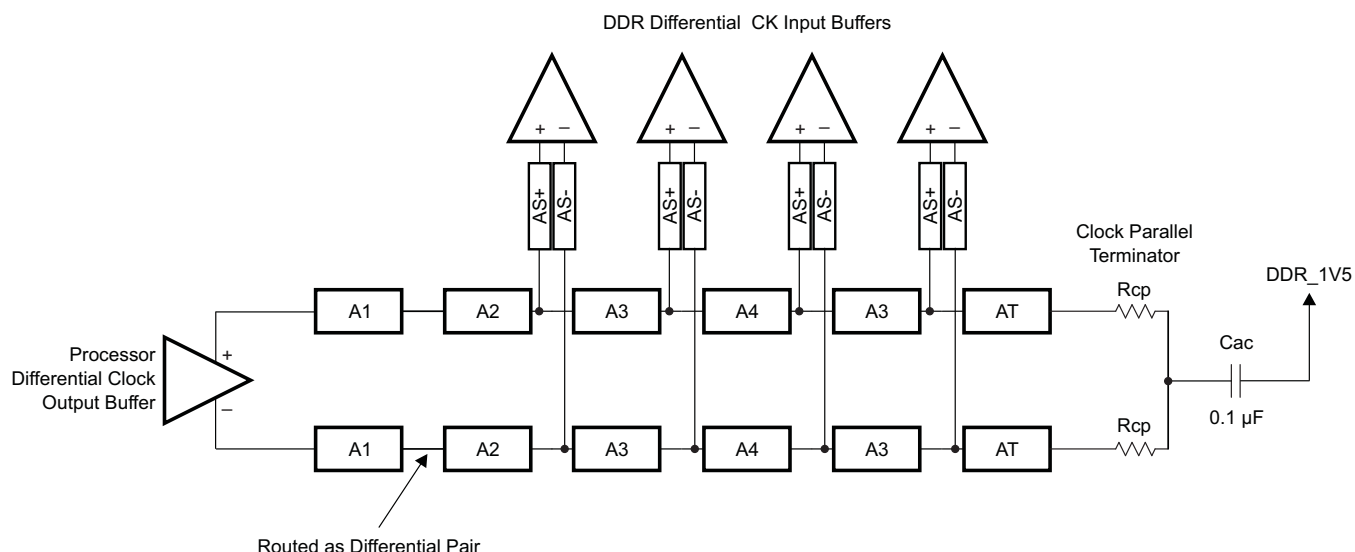 DDR Differential CK Input Buffers
+ –
+ –
+ –
+ –
AS+
AS-
AS+
AS-
AS+
AS-
AS+
AS-
Clock Parallel
Terminator
DDR_1V5
A1
A2
A3
A4
A3
AT
Rcp
Processor
Differential Clock
Output Buffer
+
–
Cac
0.1 µF
A1
A2
A3
A4
A3
AT
Rcp
Routed as Differential Pair